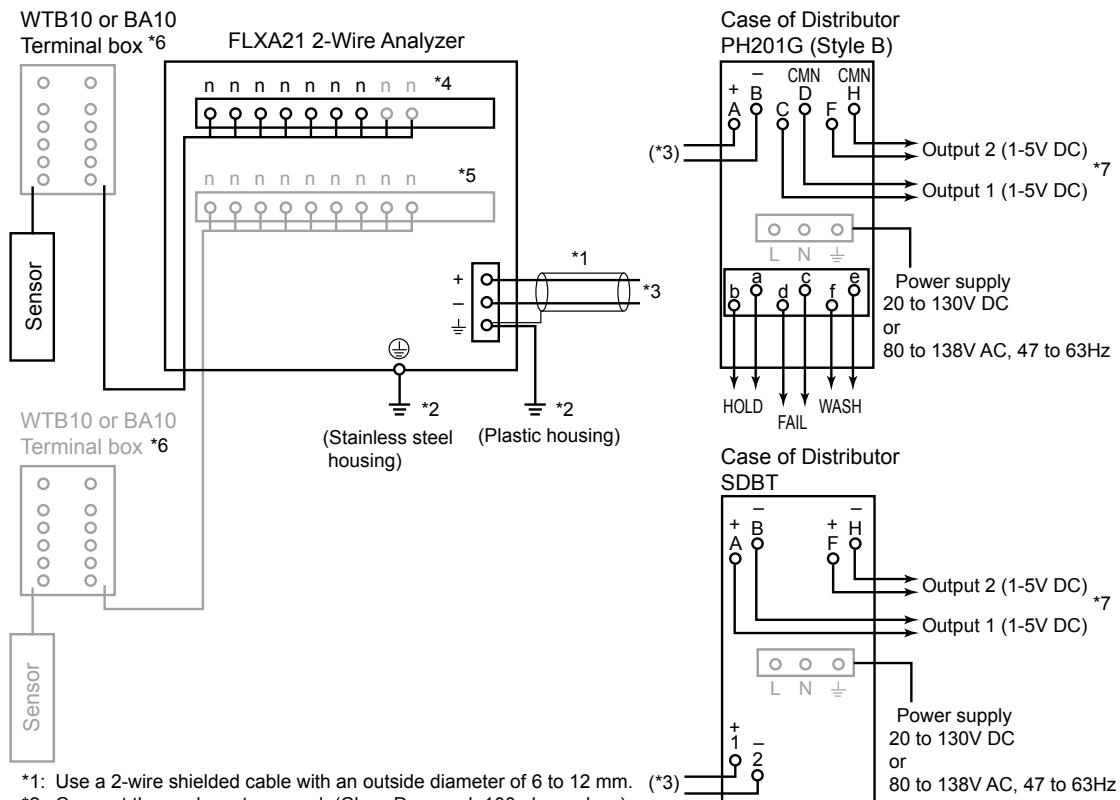 WTB10 or BA10
Terminal box *6
FLXA21 2-Wire Analyzer
n n n n n n n n n *4
n n n n n n n n n *5
Sensor
+
–
*1
*3
*2
(Stainless steel
housing)
*2
(Plastic housing)
WTB10 or BA10
Terminal box *6
Sensor
*1: Use a 2-wire shielded cable with an outside diameter of 6 to 12 mm.
Case of Distributor
PH201G (Style B)
+ – CMN CMN
A B C D F H
(*3)
Output 2 (1-5V DC)
*7
Output 1 (1-5V DC)
L N
Power supply
20 to 130V DC
or
80 to 138V AC, 47 to 63Hz
b a d c f e
HOLD
FAIL
WASH
Case of Distributor
SDBT
+ – + –
A B F H
Output 2 (1-5V DC)
*7
Output 1 (1-5V DC)
L N
Power supply
20 to 130V DC
or
80 to 138V AC, 47 to 63Hz
+ –
1 2
(*3)